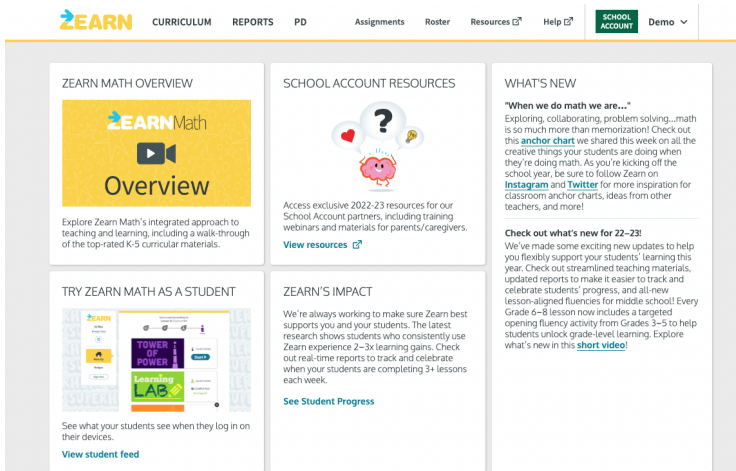 ZEARN
CURRICULUM
REPORTS
PD
Assignments
Roster
Resources
Help
SCHOOL
ACCOUNT
Demo
ZEARN MATH OVERVIEW
ZEARN Math
Overview
Explore Zearn Math's integrated approach to
teaching and learning, including a walk-through
of the top-rated K-5 curricular materials.
SCHOOL ACCOUNT RESOURCES
?
Access exclusive 2022-23 resources for our
School Account partners, including training
webinars and materials for parents/caregivers.
View resources
WHAT'S NEW
"When we do math we are..."
Exploring, collaborating, problem solving...math
is so much more than memorization! Check out
this anchor chart we shared this week on all the
creative things your students are doing when
they're doing math. As you're kicking off the
school year, be sure to follow Zearn on
Instagram and Twitter for more inspiration for
classroom anchor charts, ideas from other
teachers, and more!
Check out what's new for 22–23!
We've made some exciting new updates to help
you flexibly support your students' learning this
year. Check out streamlined teaching materials,
updated reports to make it easier to track and
celebrate students' progress, and all-new
lesson-aligned fluencies for middle school! Every
Grade 6–8 lesson now includes a targeted
opening fluency activity from Grades 3–5 to help
students unlock grade-level learning. Explore
what's new in this short video!
TRY ZEARN MATH AS A STUDENT
ZEARN
TOWER OF
POWER
Learning
LAB
See what your students see when they log in on
their devices.
View student feed
ZEARN'S IMPACT
We're always working to make sure Zearn best
supports you and your students. The latest
research shows students who consistently use
Zearn experience 2–3x learning gains. Check
out real-time reports to track and celebrate
when your students are completing 3+ lessons
each week.
See Student Progress